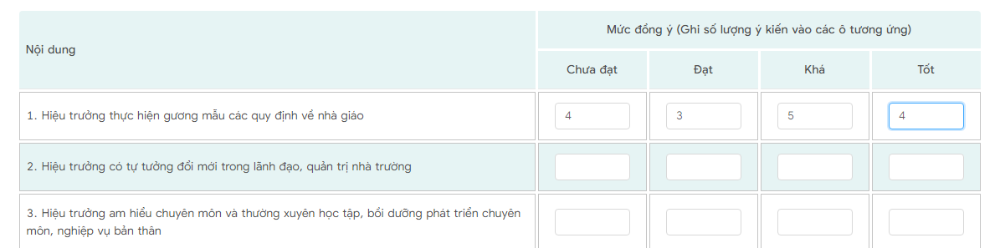 Nội dung
Mức đồng ý (Ghi số lượng ý kiến vào các ô tương ứng)
Chưa đạt
Đạt
Khá
Tốt
1. Hiệu trưởng thực hiện gương mẫu các quy định về nhà giáo
4
3
5
4
2. Hiệu trưởng có tự tưởng đổi mới trong lãnh đạo, quản trị nhà trường
3. Hiệu trưởng am hiểu chuyên môn và thường xuyên học tập, bồi dưỡng phát triển chuyên
môn, nghiệp vụ bản thân